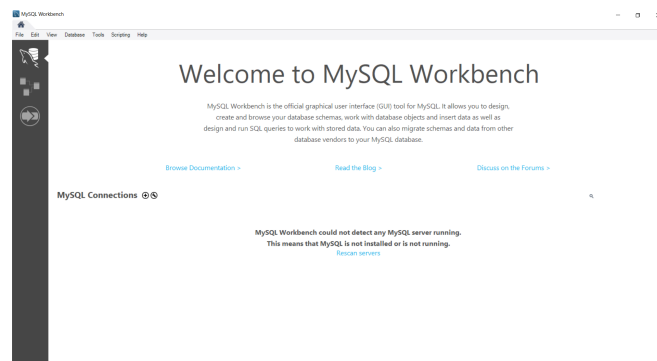 MySQL Workbench
File Edit View Database Tools Scripting Help
Welcome to MySQL Workbench
MySQL Workbench is the official graphical user interface (GUI) tool for MySQL. It allows you to design,
create and browse your database schemas, work with database objects and insert data as well as
design and run SQL queries to work with stored data. You can also migrate schemas and data from other
database vendors to your MySQL database.
Browse Documentation > Read the Blog > Discuss on the Forums >
MySQL Connections
MySQL Workbench could not detect any MySQL server running.
This means that MySQL is not installed or is not running.
Rescan servers